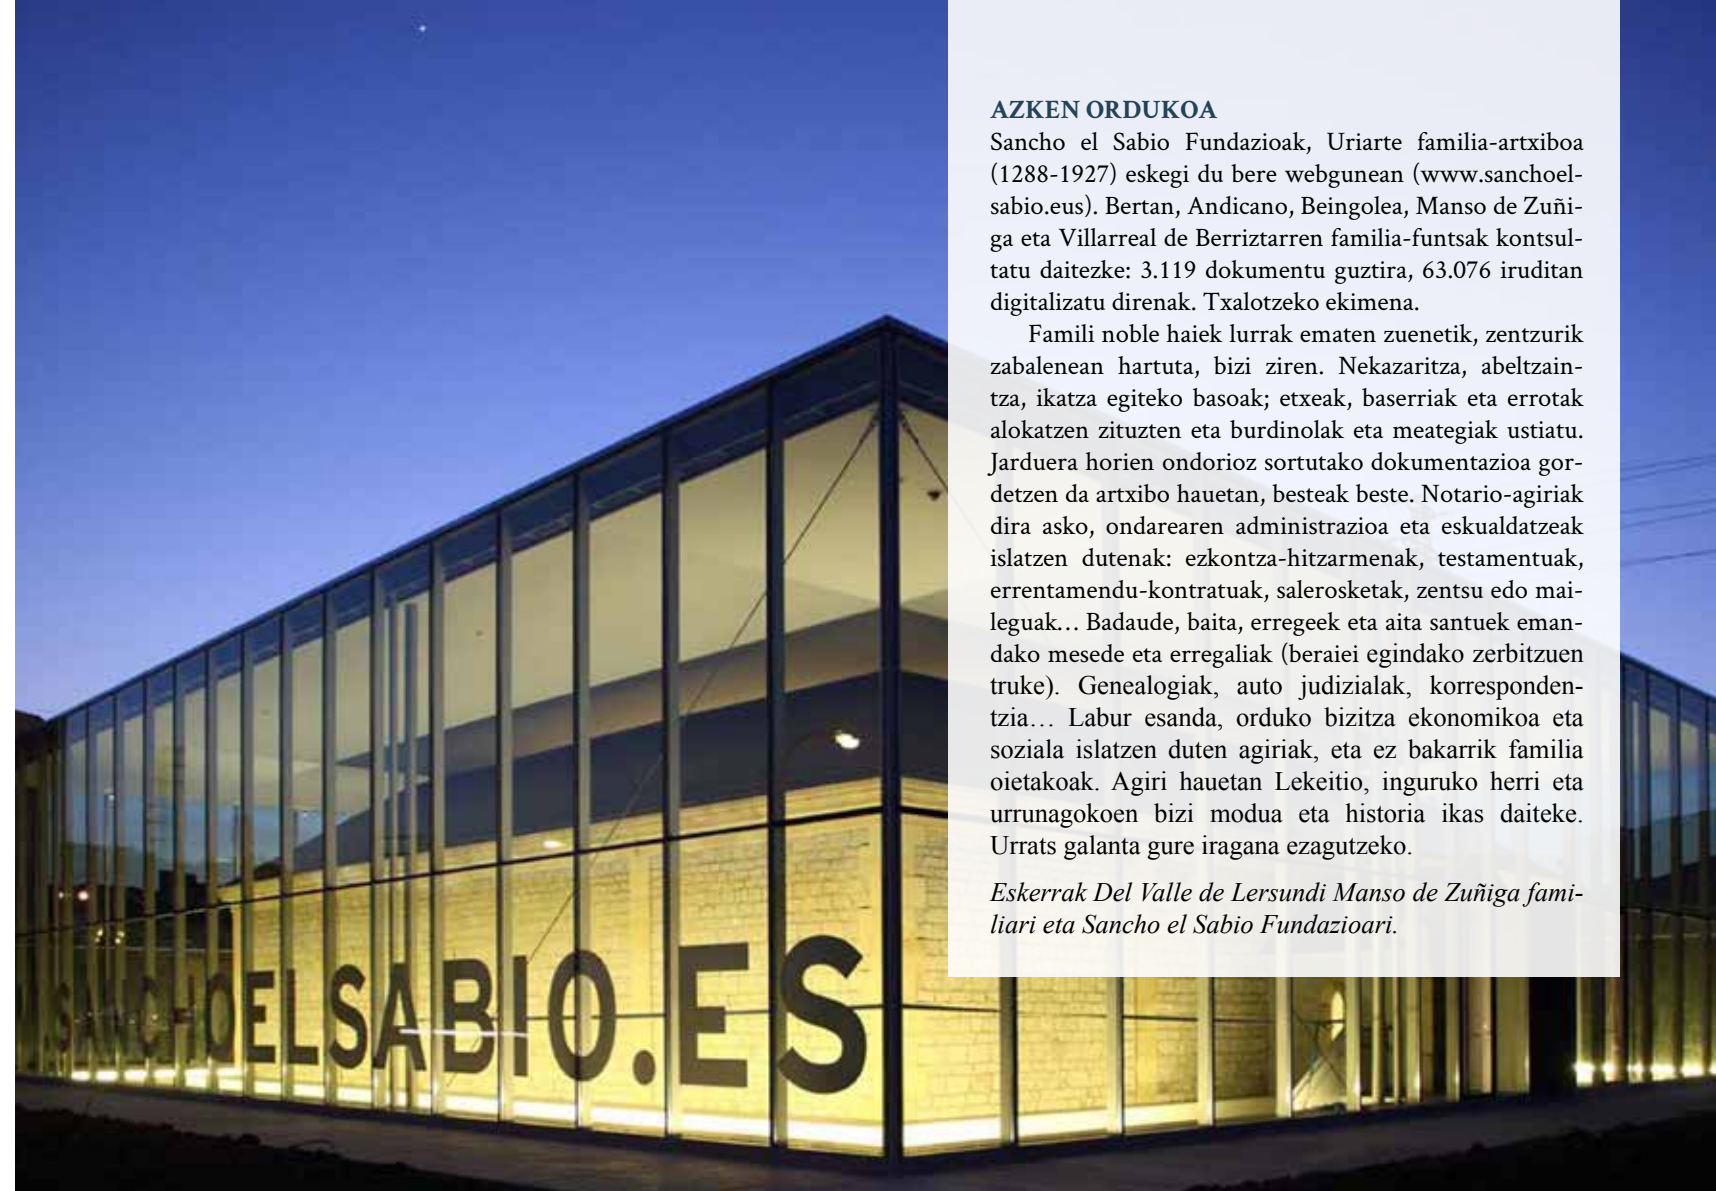 AZKEN ORDUKOA
Sancho el Sabio Fundazioak, Uriarte familia-artxiboa
(1288-1927) eskegi du bere webgunean (www.sanchoel-
sabio.eus). Bertan, Andicano, Beingolea, Manso de Zuñi-
ga eta Villarreal de Berriztarren familia-funtsak kontsul-
tatu daitezke: 3.119 dokumentu guztira, 63.076 iruditan
digitalizatu direnak. Txalotzeko ekimena.
Famili noble haiek lurrak ematen zuenetik, zentzurik
zabalenean hartuta, bizi ziren. Nekazaritza, abeltzain-
tza, ikatza egiteko basoak; etxeak, baserriak eta errotak
alokatzen zituzten eta burdinolak eta meategiak ustiatu.
Jarduera horien ondorioz sortutako dokumentazioa gor-
detzen da artxibo hauetan, besteak beste. Notario-agiriak
dira asko, ondarearen administrazioa eta eskualdatzeak
islatzen dutenak: ezkontza-hitzarmenak, testamentuak,
errentamendu-kontratuak, salerosketak, zentsu edo mai-
leguak… Badaude, baita, erregeek eta aita santuek eman-
dako mesede eta erregaliak (beraiei egindako zerbitzuen
truke). Genealogiak, auto judizialak, korresponden-
tzia… Labur esanda, orduko bizitza ekonomikoa eta
soziala islatzen duten agiriak, eta ez bakarrik familia
oietakoak. Agiri hauetan Lekeitio, inguruko herri eta
urrunagokoen bizi modua eta historia ikas daiteke.
Urrats galanta gure iragana ezagutzeko.
Eskerrak Del Valle de Lersundi Manso de Zuñiga fami-
liari eta Sancho el Sabio Fundazioari.
SANCHOELSABIO.ES